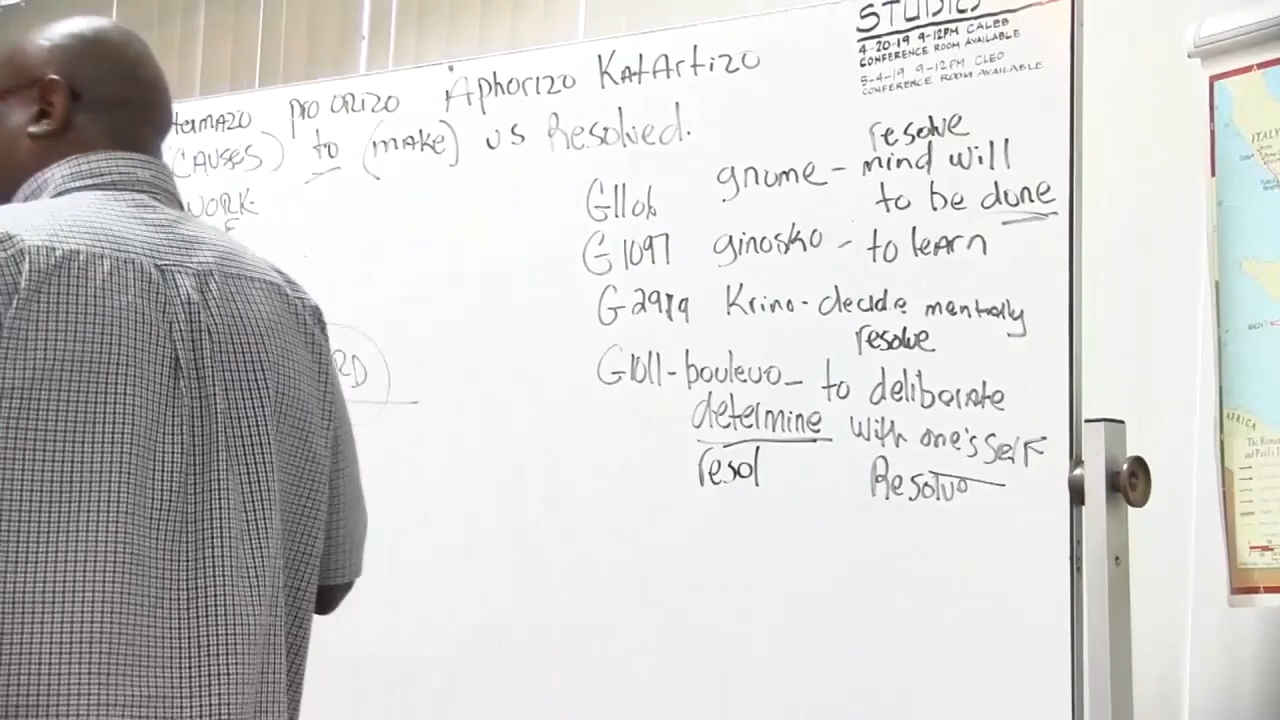 STUDIES
4-20-19 9-12PM CALEB
CONFERENCE ROOM AVAILABLE
5-4-19 9-12PM CLEO
CONFERENCE ROOM AVAILABLE
termazo pro orizo Aphorizo KatArtizo
(CAUSES) to (make) us Resolved.
WORK-
F
RD
resolve
G1106 gnome - mind will
to be done
G1097 ginosko - to learn
G2919 Krino - decide mentally
resolve
G1011 - bouleuo - to deliberate
determine with one's self
resol Resolve
ITALY
AFRICA